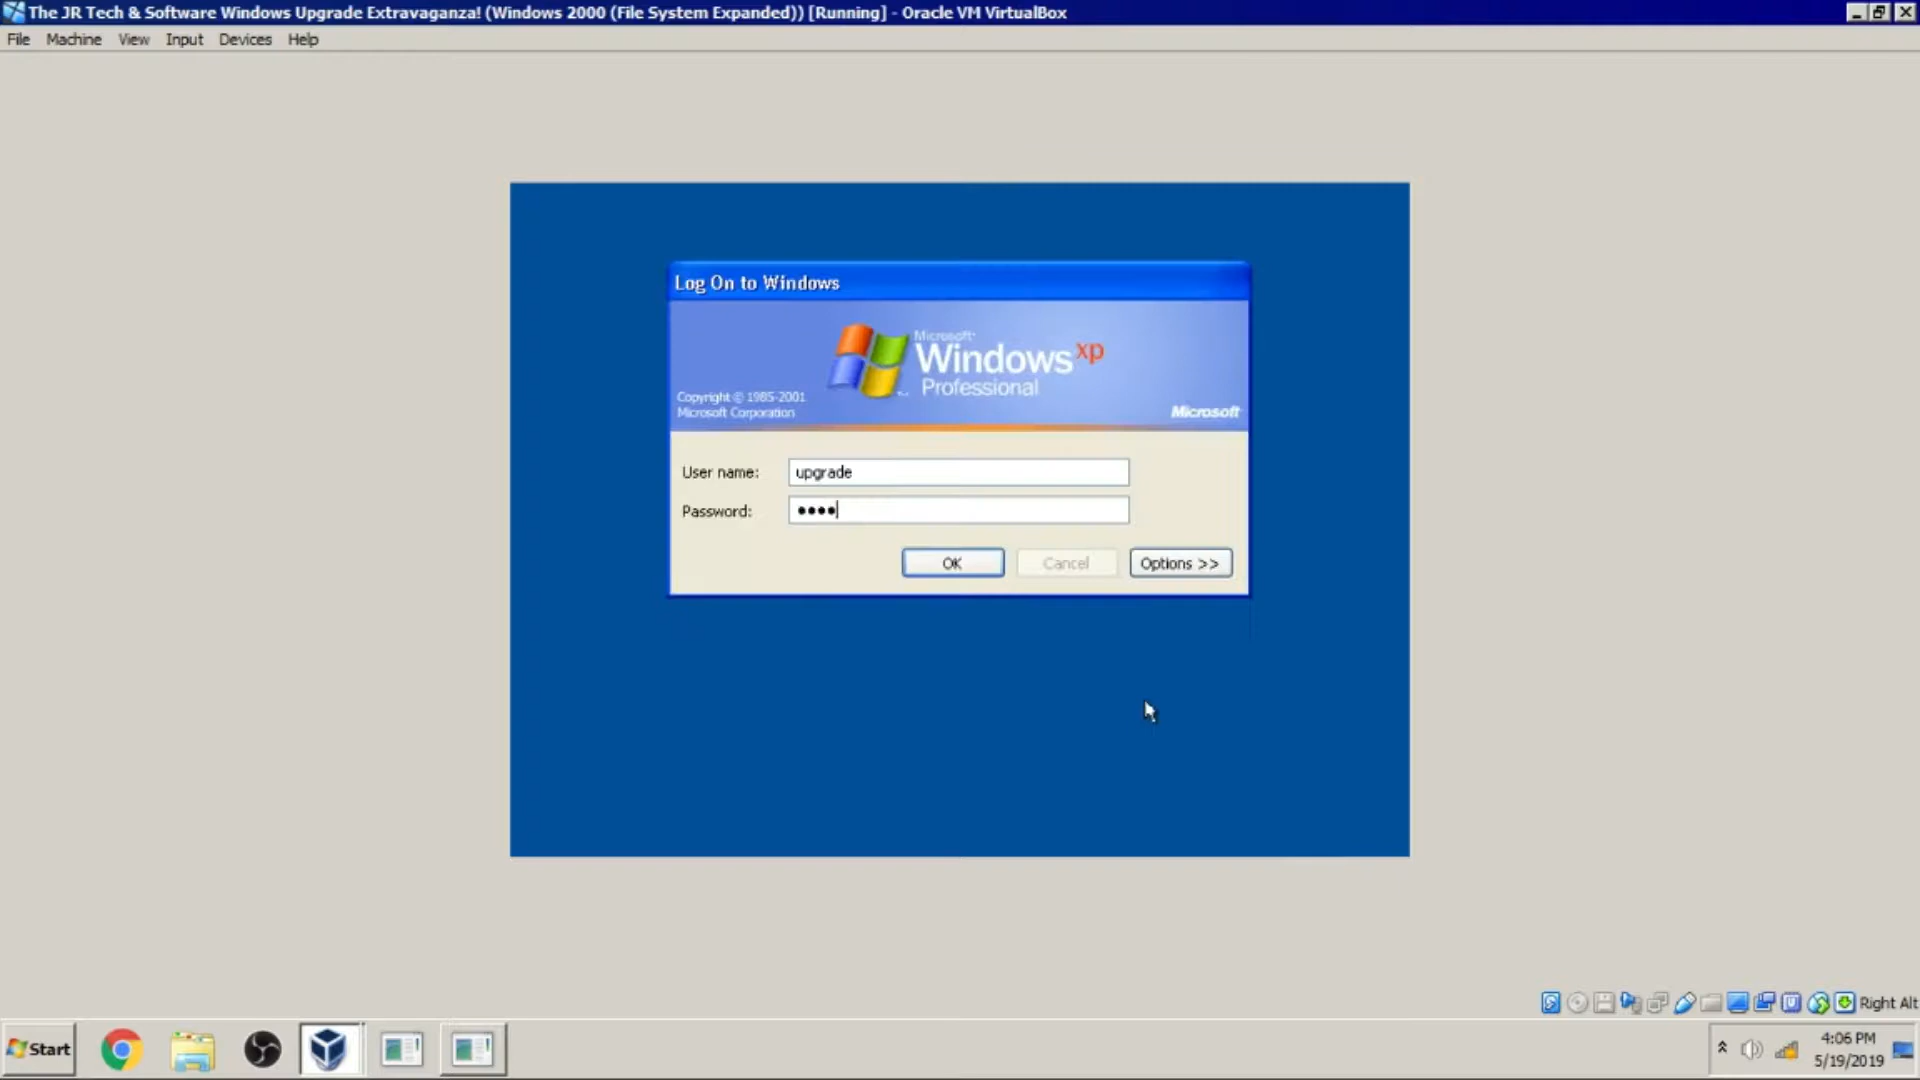 The JR Tech & Software Windows Upgrade Extravaganza! (Windows 2000 (File System Expanded)) [Running] - Oracle VM VirtualBox
File Machine View Input Devices Help
Log On to Windows
Microsoft
Windows xp
Professional
Copyright © 1985-2001
Microsoft Corporation
Microsoft
User name: upgrade
Password: ••••
OK Cancel Options >>
Right Alt
Start
4:06 PM
5/19/2019